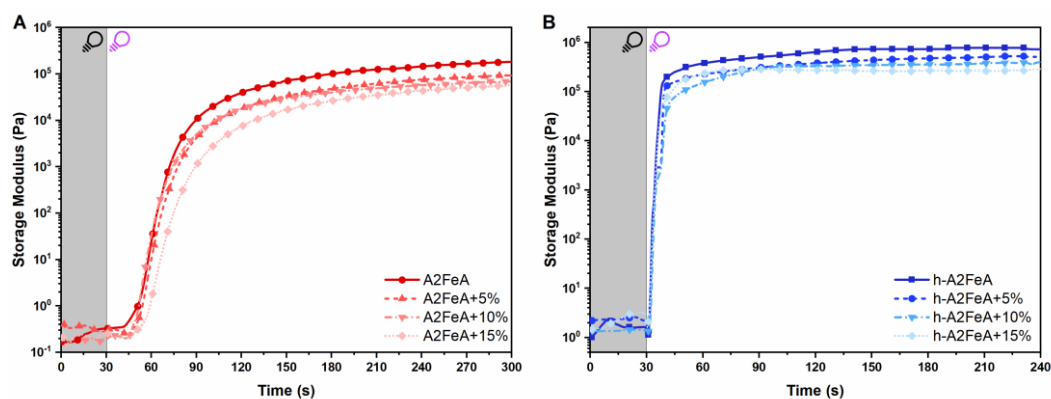 A
Storage Modulus (Pa)
10^6
10^5
10^4
10^3
10^2
10^1
10^0
10^-1
0 30 60 90 120 150 180 210 240 270 300
Time (s)
A2FeA
A2FeA+5%
A2FeA+10%
A2FeA+15%
B
Storage Modulus (Pa)
10^6
10^5
10^4
10^3
10^2
10^1
10^0
0 30 60 90 120 150 180 210 240
Time (s)
h-A2FeA
h-A2FeA+5%
h-A2FeA+10%
h-A2FeA+15%